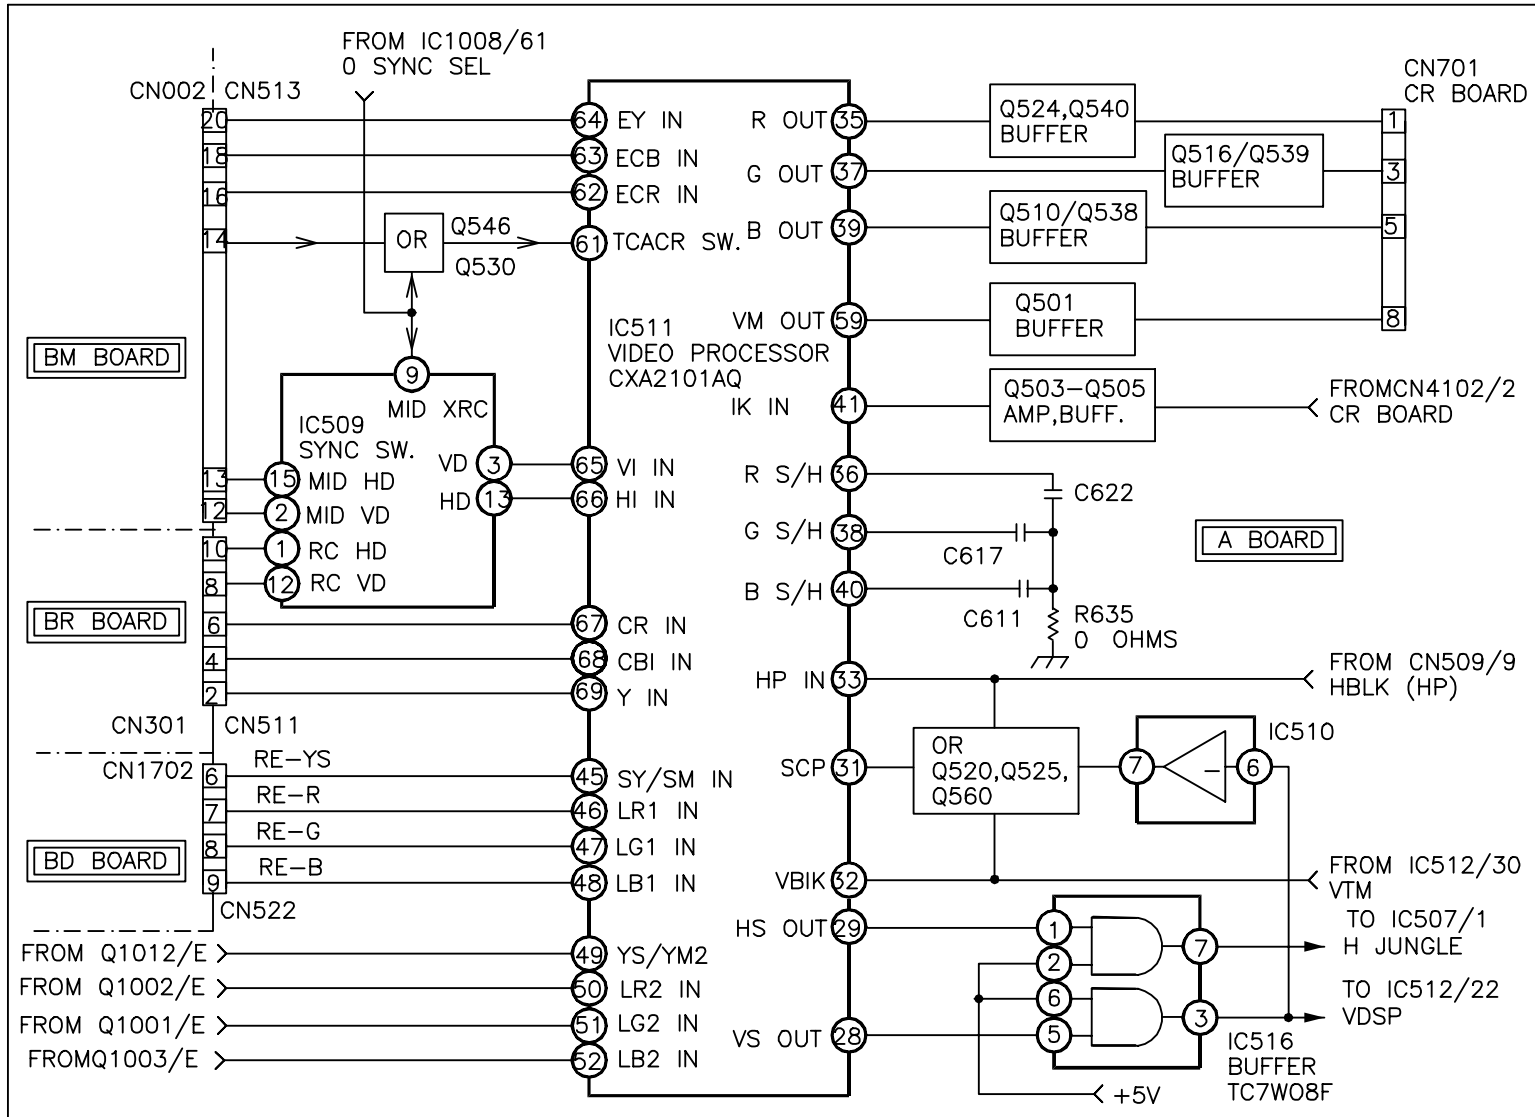 FROM IC1008/61
0 SYNC SEL
CN002 CN513
CN701
CR BOARD
20
64 EY IN
R OUT 35
Q524,Q540
BUFFER
1
18
63 ECB IN
G OUT 37
Q516/Q539
BUFFER
3
16
62 ECR IN
14
OR
Q546
Q530
61 TCACR SW.
B OUT 39
Q510/Q538
BUFFER
5
BM BOARD
VM OUT 59
Q501
BUFFER
8
IC511
VIDEO PROCESSOR
CXA2101AQ
9
MID XRC
IC509
SYNC SW.
IK IN 41
Q503-Q505
AMP,BUFF.
FROMCN4102/2
CR BOARD
VD 3
65 VI IN
HD 13
66 HI IN
13
15 MID HD
12
2 MID VD
10
1 RC HD
8
12 RC VD
R S/H 36
C622
G S/H 38
C617
A BOARD
B S/H 40
C611
R635
0 OHMS
BR BOARD
6
67 CR IN
4
68 CBI IN
2
69 Y IN
CN301 CN511
HP IN 33
FROM CN509/9
HBLK (HP)
CN1702
6
RE-YS
45 SY/SM IN
7
RE-R
46 LR1 IN
8
RE-G
47 LG1 IN
9
RE-B
48 LB1 IN
BD BOARD
CN522
SCP 31
OR
Q520,Q525,
Q560
7
-
6
IC510
VBIK 32
FROM IC512/30
VTM
HS OUT 29
1
2
7
TO IC507/1
H JUNGLE
6
5
3
TO IC512/22
VDSP
VS OUT 28
IC516
BUFFER
TC7W08F
+5V
FROM Q1012/E
49 YS/YM2
FROM Q1002/E
50 LR2 IN
FROM Q1001/E
51 LG2 IN
FROMQ1003/E
52 LB2 IN